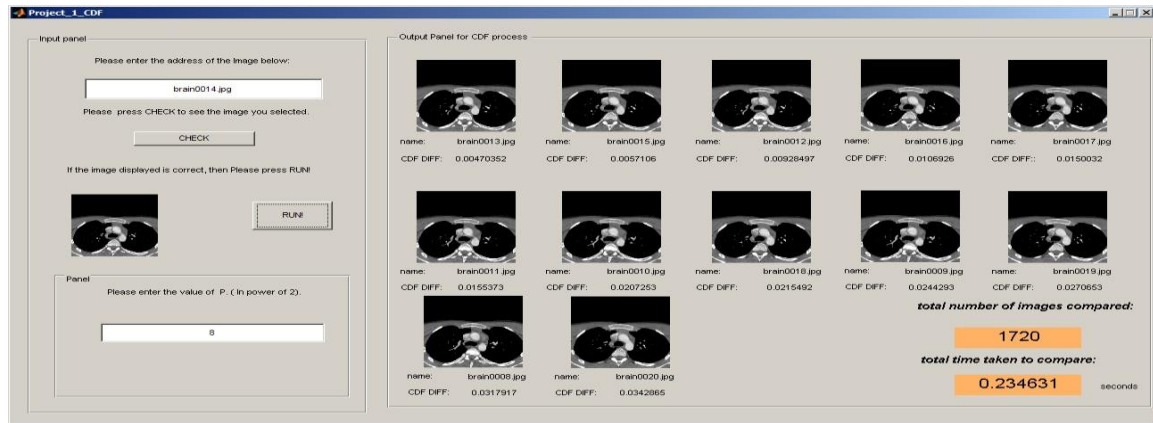 Project_1_CDF
Input panel
Please enter the address of the Image below:
brain0014.jpg
Please press CHECK to see the image you selected.
CHECK
If the image displayed is correct, then Please press RUN!
RUN!
Panel
Please enter the value of P. ( In power of 2).
8
Output Panel for CDF process
name: brain0013.jpg name: brain0015.jpg name: brain0012.jpg name: brain0016.jpg name: brain0017.jpg
CDF DIFF: 0.00470352 CDF DIFF: 0.0057106 CDF DIFF: 0.00928497 CDF DIFF: 0.0106926 CDF DIFF:: 0.0150032
name: brain0011.jpg name: brain0010.jpg name: brain0018.jpg name: brain0009.jpg name: brain0019.jpg
CDF DIFF: 0.0155373 CDF DIFF: 0.0207253 CDF DIFF: 0.0215492 CDF DIFF: 0.0244293 CDF DIFF: 0.0270653
name: brain0008.jpg name: brain0020.jpg
CDF DIFF: 0.0317917 CDF DIFF: 0.0342865
total number of images compared:
1720
total time taken to compare:
0.234631 seconds